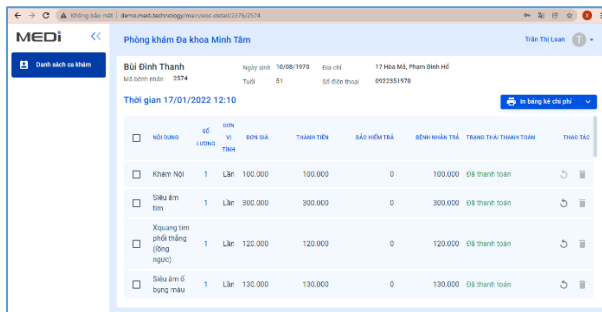 Không bảo mật | demo.medi.technology/main/eoc-detail/2376/2574
MEDi
Phòng khám Đa khoa Minh Tâm
Trần Thị Loan
T
Danh sách ca khám
Bùi Đình Thanh
Mã bệnh nhân 2574
Ngày sinh 10/08/1970
Tuổi 51
Địa chỉ 17 Hòa Mã, Phạm Đình Hổ
Số điện thoại 0922351978
Thời gian 17/01/2022 12:10
In bảng kê chi phí
NỘI DUNG SỐ LƯỢNG ĐƠN VỊ TÍNH ĐƠN GIÁ THÀNH TIỀN BẢO HIỂM TRẢ BỆNH NHÂN TRẢ TRẠNG THÁI THANH TOÁN THAO TÁC
Khám Nội 1 Lần 100.000 100.000 0 100.000 Đã thanh toán
Siêu âm tim 1 Lần 300.000 300.000 0 300.000 Đã thanh toán
Xquang tim phổi thẳng (lồng ngực) 1 Lần 120.000 120.000 0 120.000 Đã thanh toán
Siêu âm ổ bụng màu 1 Lần 130.000 130.000 0 130.000 Đã thanh toán